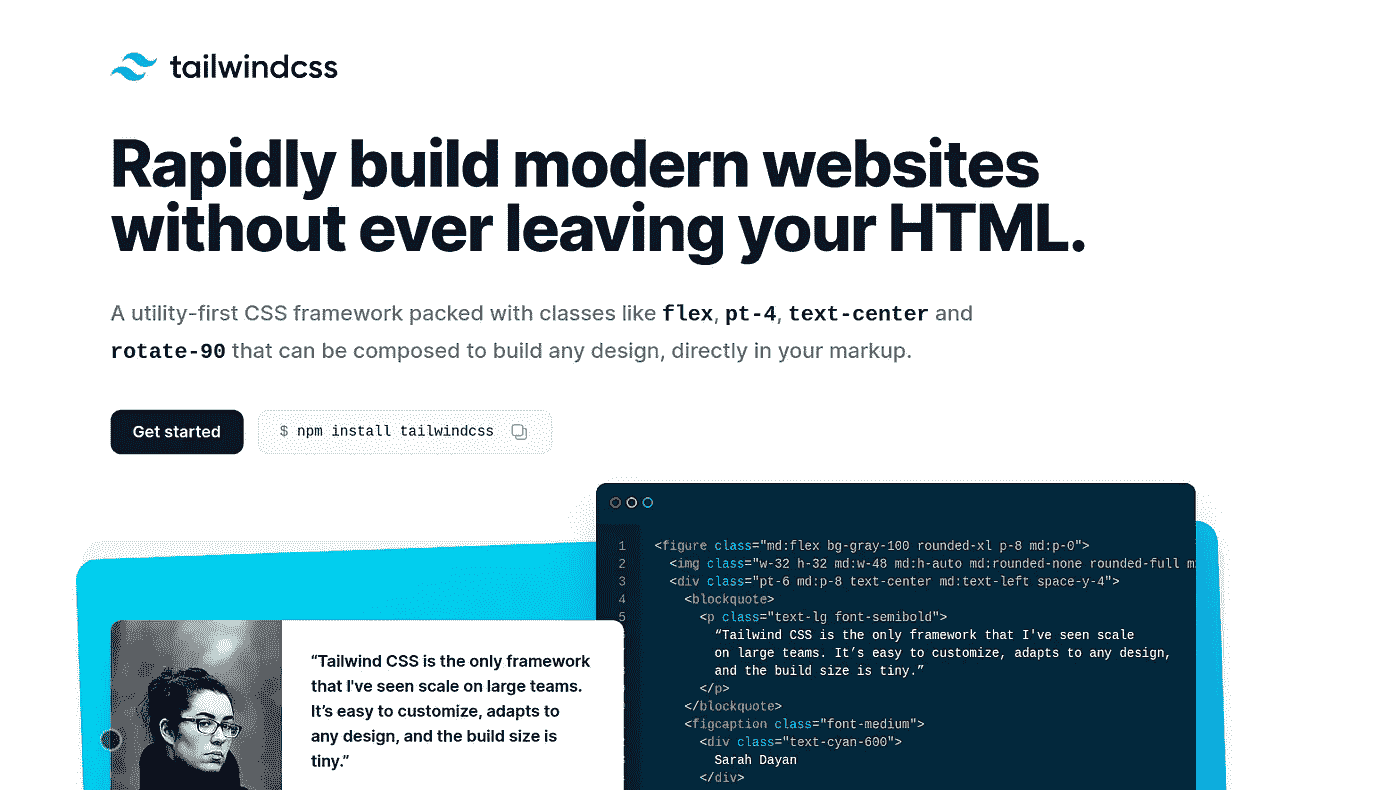 tailwindcss
Rapidly build modern websites
without ever leaving your HTML.
A utility-first CSS framework packed with classes like flex, pt-4, text-center and
rotate-90 that can be composed to build any design, directly in your markup.
Get started
$ npm install tailwindcss
1 <figure class="md:flex bg-gray-100 rounded-xl p-8 md:p-0">
2 <img class="w-32 h-32 md:w-48 md:h-auto md:rounded-none rounded-full
3 <div class="pt-6 md:p-8 text-center md:text-left space-y-4">
4 <blockquote>
5 <p class="text-lg font-semibold">
“Tailwind CSS is the only framework that I've seen scale
on large teams. It’s easy to customize, adapts to any design,
and the build size is tiny.”
</p>
</blockquote>
<figcaption class="font-medium">
<div class="text-cyan-600">
Sarah Dayan
</div>
“Tailwind CSS is the only framework
that I've seen scale on large teams.
It’s easy to customize, adapts to
any design, and the build size is
tiny.”